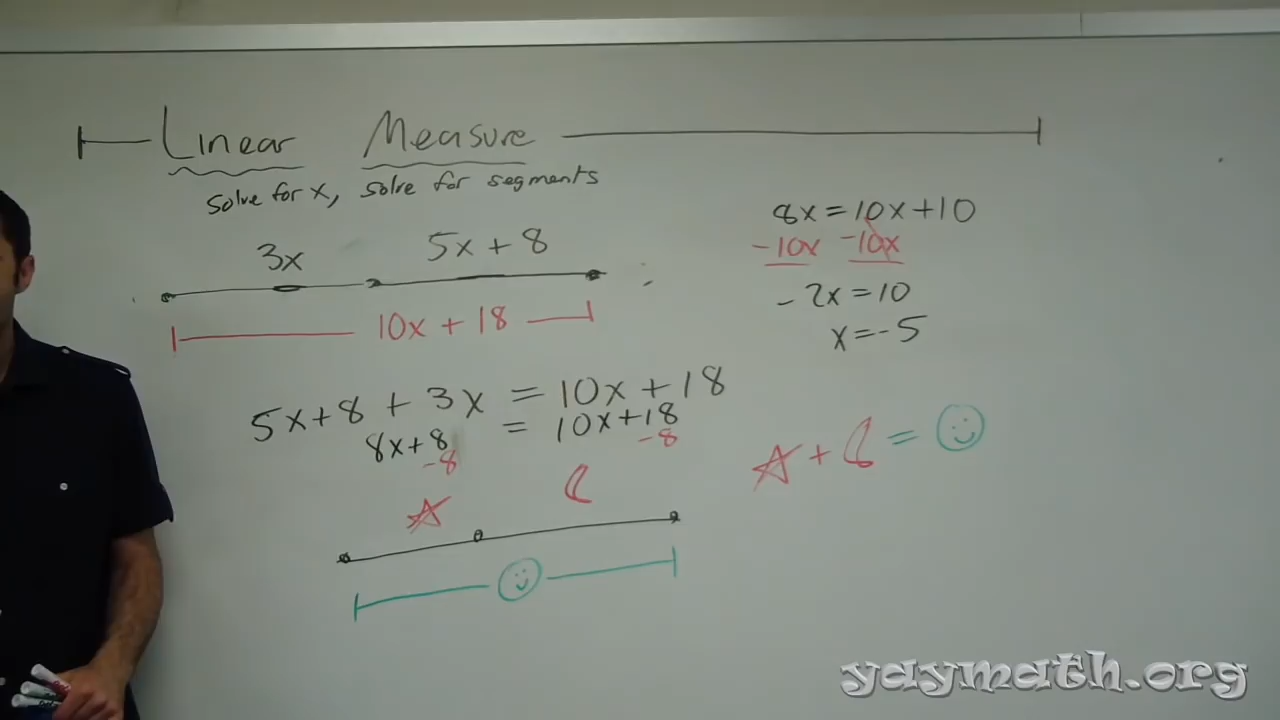 Linear Measure
solve for x, solve for segments
3x 5x + 8
10x + 18
5x+8 + 3x = 10x + 18
8x+8 = 10x+18
-8 -8
8x = 10x + 10
-10x -10x
-2x = 10
x = -5
☆ + ☾ = ☺
☆ ☾
☺
yaymath.org